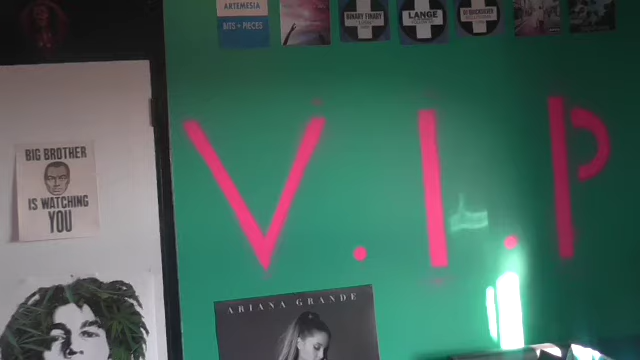 ARTEMESIA
BITS + PIECES
BINARY FINARY
LANGE
BIG BROTHER
IS WATCHING
YOU
V.I.P
ARIANA GRANDE